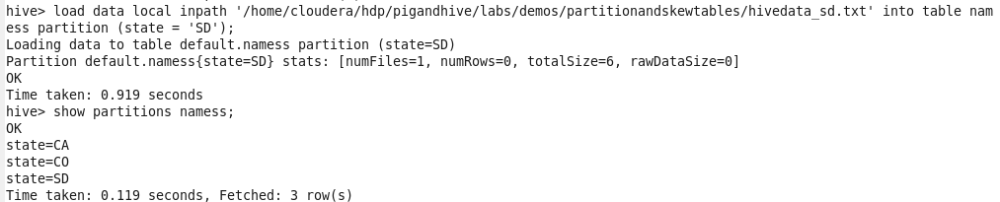 hive> load data local inpath '/home/cloudera/hdp/pigandhive/labs/demos/partitionandskewtables/hivedata_sd.txt' into table nam
ess partition (state = 'SD');
Loading data to table default.namess partition (state=SD)
Partition default.namess{state=SD} stats: [numFiles=1, numRows=0, totalSize=6, rawDataSize=0]
OK
Time taken: 0.919 seconds
hive> show partitions namess;
OK
state=CA
state=CO
state=SD
Time taken: 0.119 seconds, Fetched: 3 row(s)